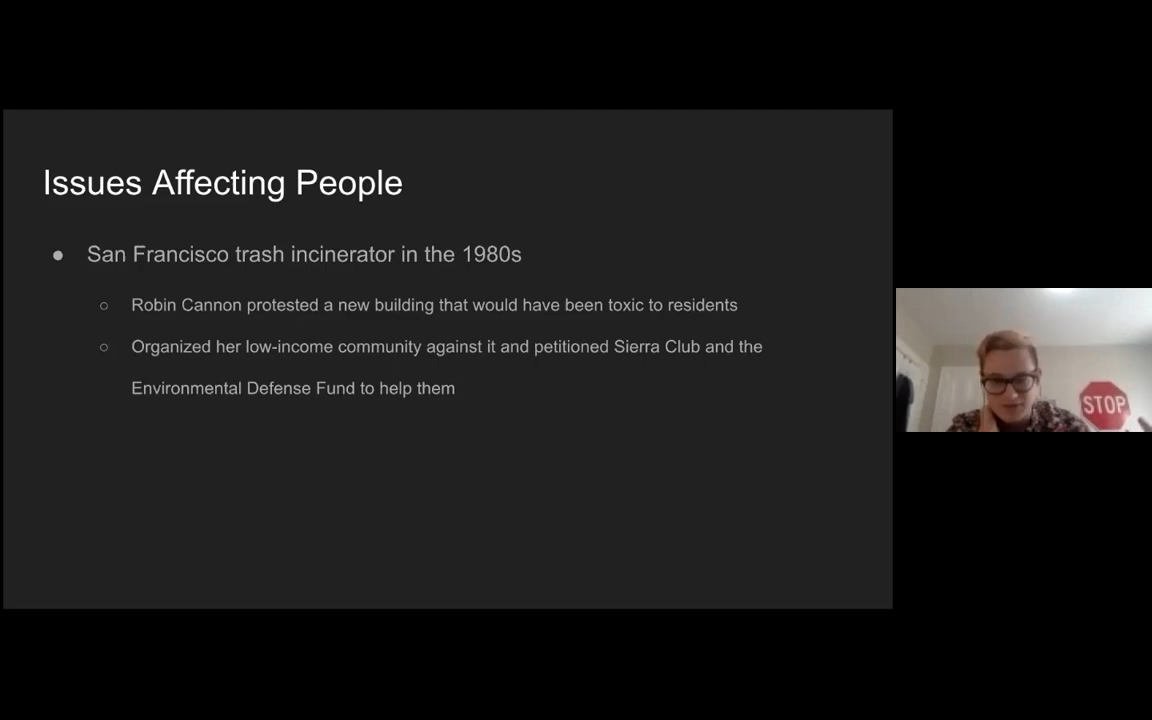 Issues Affecting People
● San Francisco trash incinerator in the 1980s
○ Robin Cannon protested a new building that would have been toxic to residents
○ Organized her low-income community against it and petitioned Sierra Club and the
Environmental Defense Fund to help them
STOP